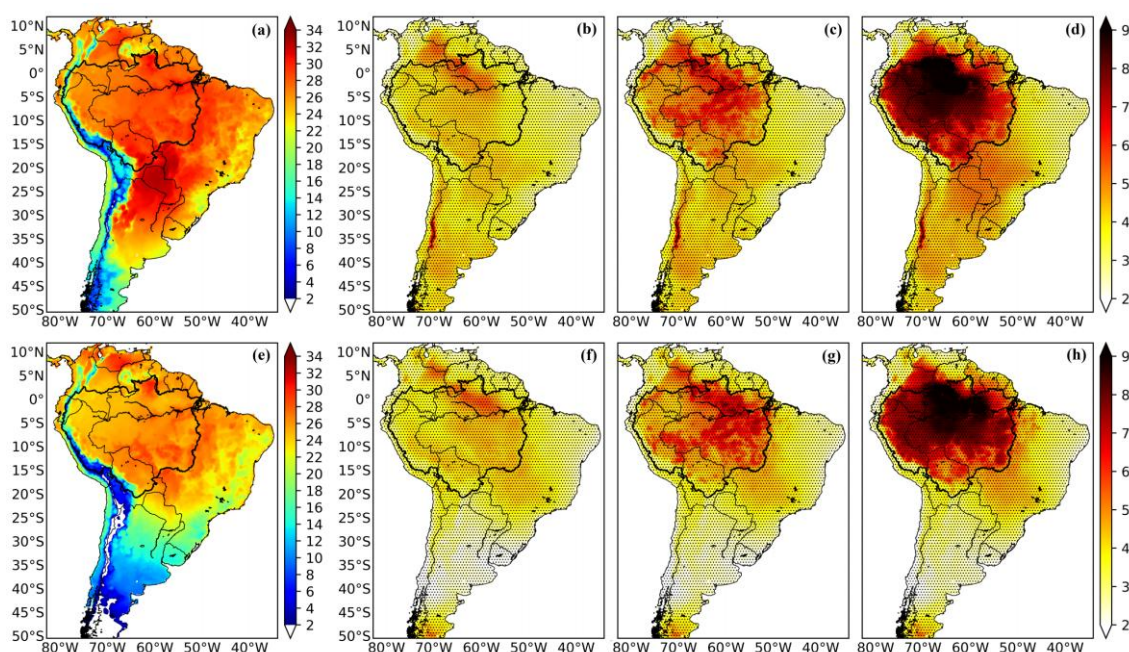 (a)
10°N
5°N
0°
5°S
10°S
15°S
20°S
25°S
30°S
35°S
40°S
45°S
50°S
80°W 70°W 60°W 50°W 40°W
34
32
30
28
26
24
22
20
18
16
14
12
10
8
6
4
2
(b)
80°W 70°W 60°W 50°W 40°W
(c)
80°W 70°W 60°W 50°W 40°W
(d)
80°W 70°W 60°W 50°W 40°W
9
8
7
6
5
4
3
2
(e)
10°N
5°N
0°
5°S
10°S
15°S
20°S
25°S
30°S
35°S
40°S
45°S
50°S
80°W 70°W 60°W 50°W 40°W
34
32
30
28
26
24
22
20
18
16
14
12
10
8
6
4
2
(f)
80°W 70°W 60°W 50°W 40°W
(g)
80°W 70°W 60°W 50°W 40°W
(h)
80°W 70°W 60°W 50°W 40°W
9
8
7
6
5
4
3
2